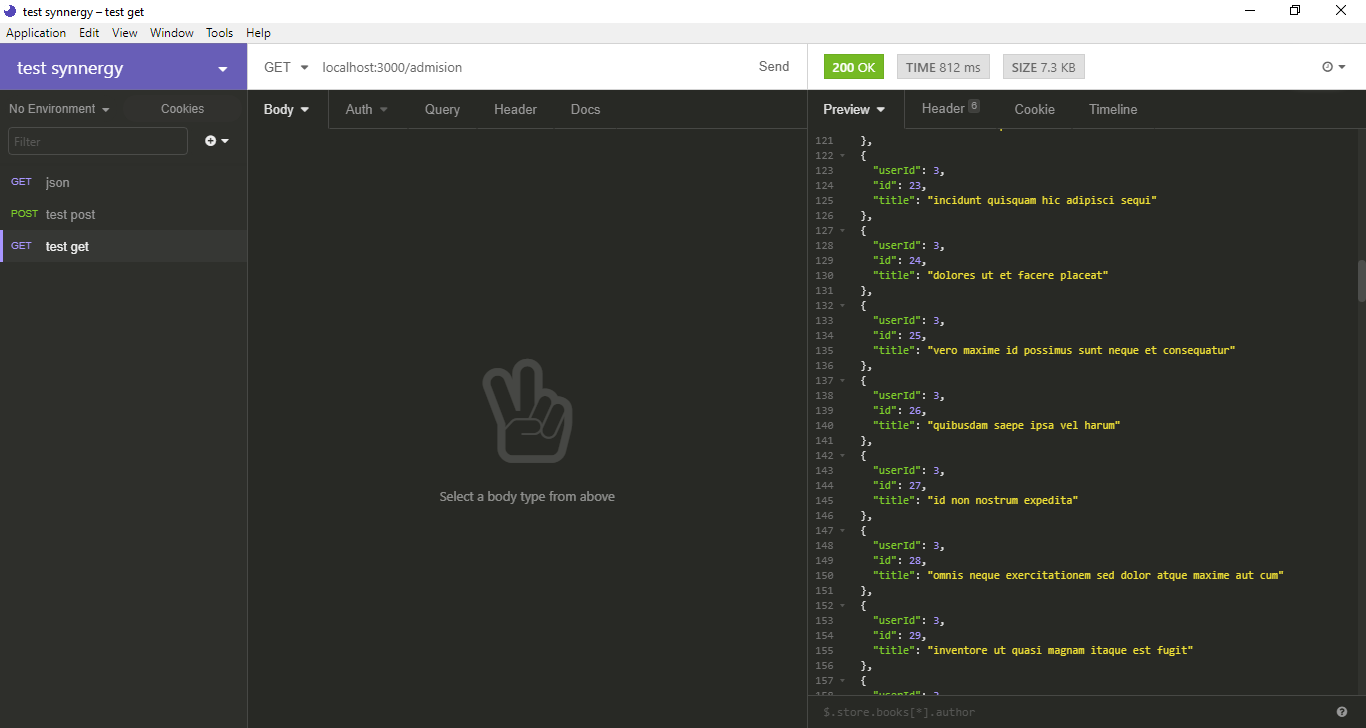 test synnergy – test get
Application Edit View Window Tools Help
test synnergy
GET localhost:3000/admision Send
200 OK TIME 812 ms SIZE 7.3 KB
No Environment Cookies
Body Auth Query Header Docs
Preview Header 6 Cookie Timeline
Filter
GET json
POST test post
GET test get
Select a body type from above
121 },
122 {
123 "userId": 3,
124 "id": 23,
125 "title": "incidunt quisquam hic adipisci sequi"
126 },
127 {
128 "userId": 3,
129 "id": 24,
130 "title": "dolores ut et facere placeat"
131 },
132 {
133 "userId": 3,
134 "id": 25,
135 "title": "vero maxime id possimus sunt neque et consequatur"
136 },
137 {
138 "userId": 3,
139 "id": 26,
140 "title": "quibusdam saepe ipsa vel harum"
141 },
142 {
143 "userId": 3,
144 "id": 27,
145 "title": "id non nostrum expedita"
146 },
147 {
148 "userId": 3,
149 "id": 28,
150 "title": "omnis neque exercitationem sed dolor atque maxime aut cum"
151 },
152 {
153 "userId": 3,
154 "id": 29,
155 "title": "inventore ut quasi magnam itaque est fugit"
156 },
157 {
158 "userId": 3
$.store.books[*].author